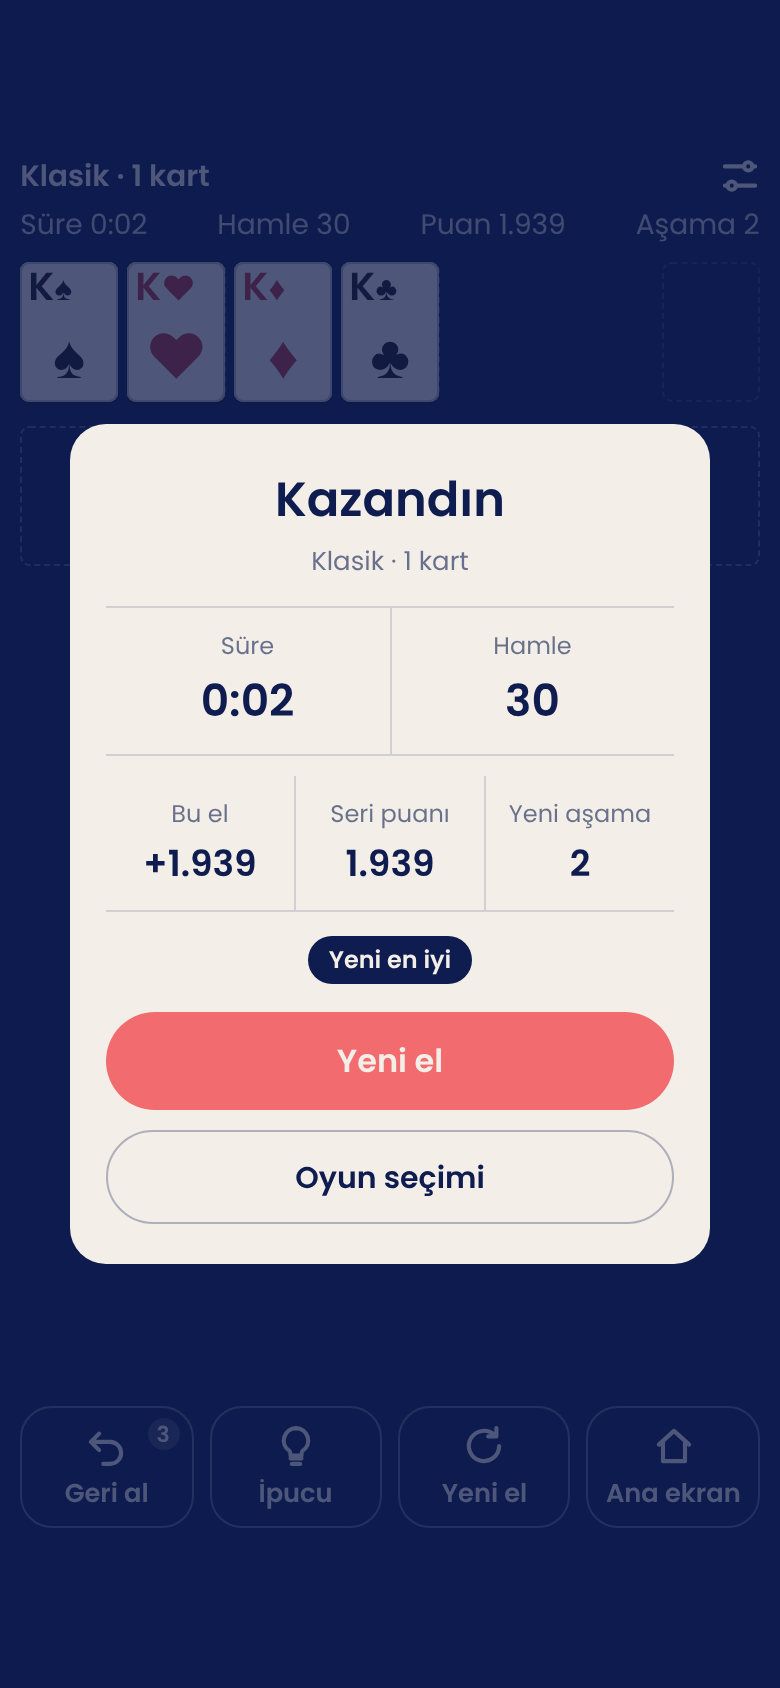 Klasik · 1 kart
Süre 0:02 Hamle 30 Puan 1.939 Aşama 2
K♠ K♥ K♦ K♣
Kazandın
Klasik · 1 kart
Süre Hamle
0:02 30
Bu el Seri puanı Yeni aşama
+1.939 1.939 2
Yeni en iyi
Yeni el
Oyun seçimi
3
Geri al İpucu Yeni el Ana ekran